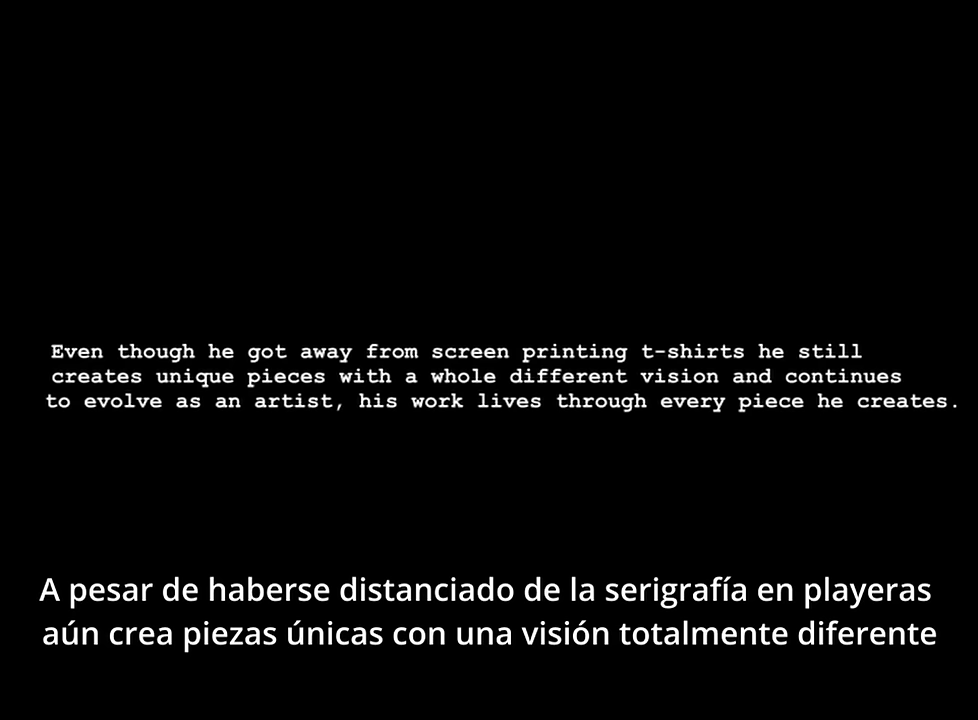 Even though he got away from screen printing t-shirts he still
creates unique pieces with a whole different vision and continues
to evolve as an artist, his work lives through every piece he creates.
A pesar de haberse distanciado de la serigrafía en playeras
aún crea piezas únicas con una visión totalmente diferente